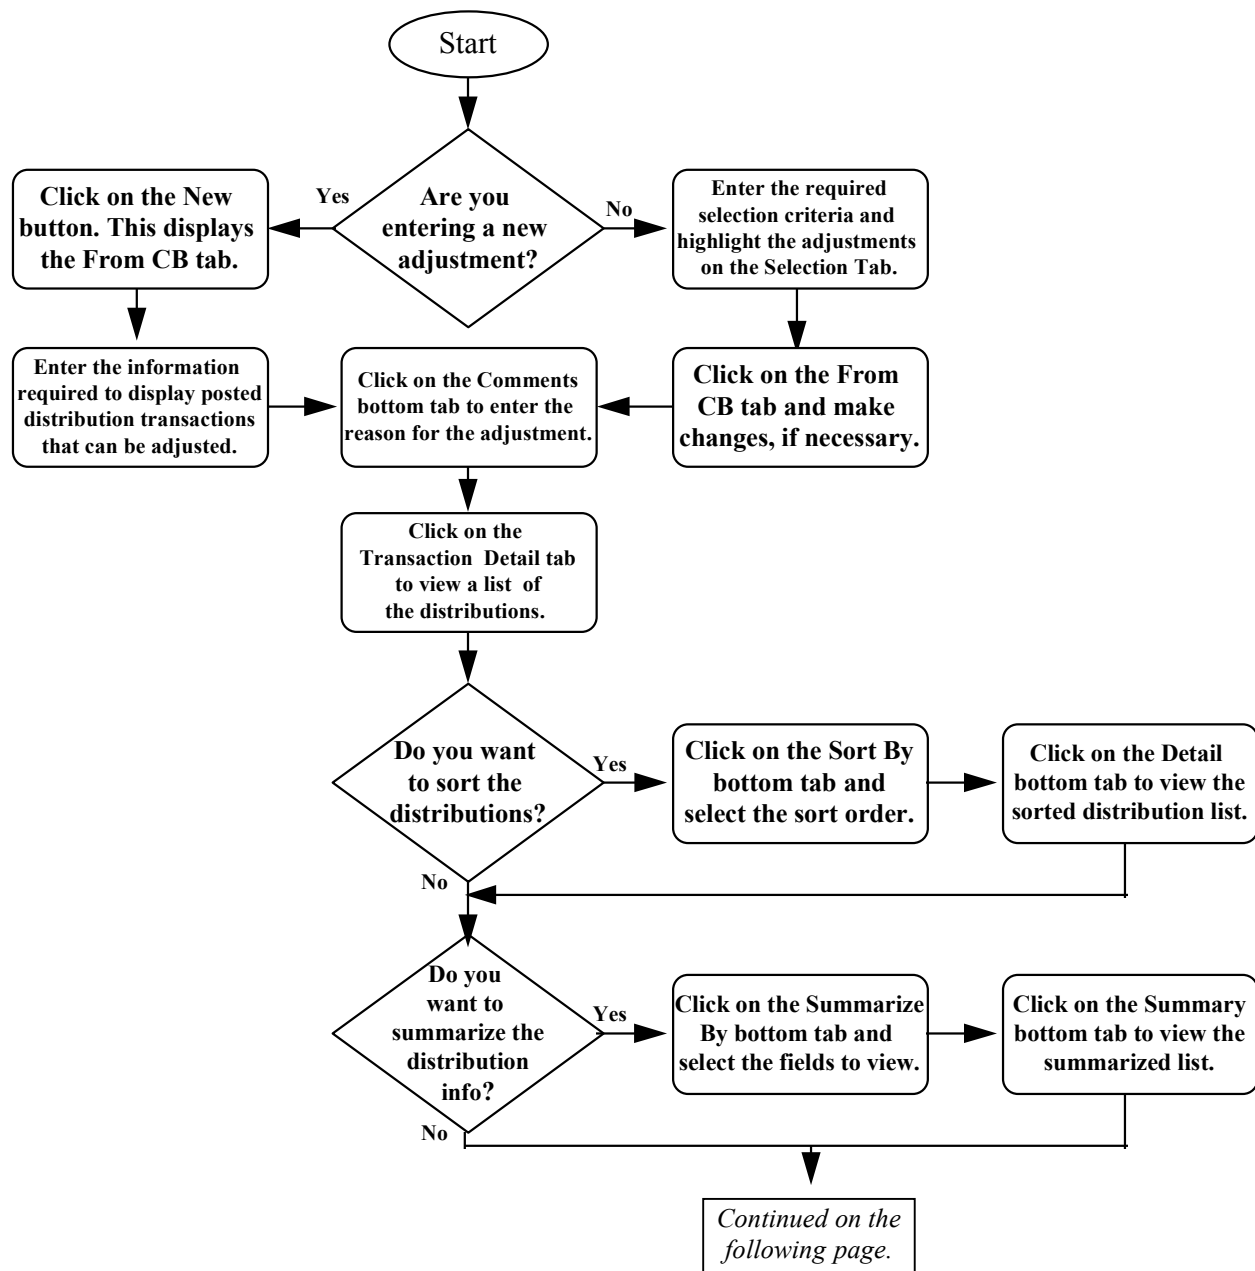 Start
Are you
entering a new
adjustment?
Yes
No
Click on the New
button. This displays
the From CB tab.
Enter the required
selection criteria and
highlight the adjustments
on the Selection Tab.
Enter the information
required to display posted
distribution transactions
that can be adjusted.
Click on the Comments
bottom tab to enter the
reason for the adjustment.
Click on the From
CB tab and make
changes, if necessary.
Click on the
Transaction Detail tab
to view a list of
the distributions.
Do you want
to sort the
distributions?
Yes
Click on the Sort By
bottom tab and
select the sort order.
Click on the Detail
bottom tab to view the
sorted distribution list.
No
Do you
want to
summarize the
distribution
info?
Yes
Click on the Summarize
By bottom tab and
select the fields to view.
Click on the Summary
bottom tab to view the
summarized list.
No
Continued on the
following page.